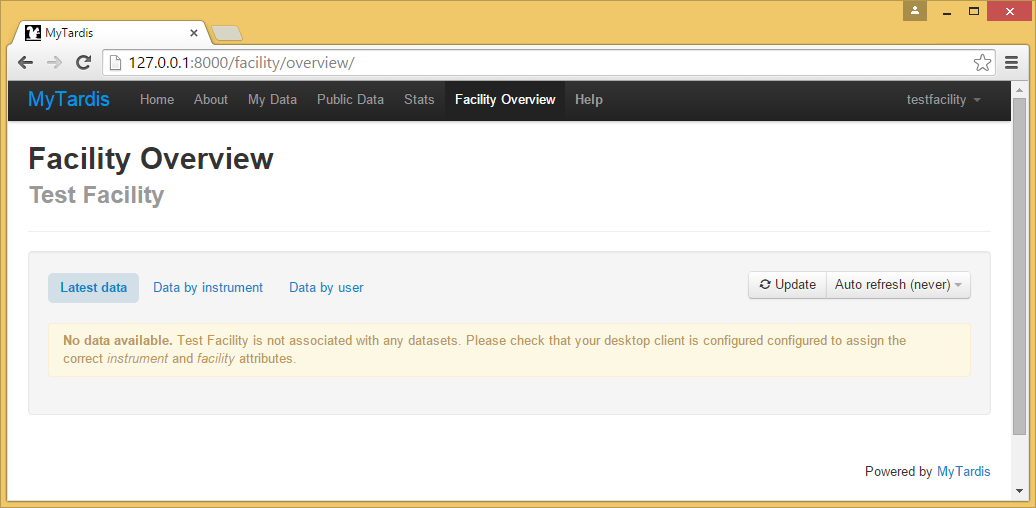 MyTardis
127.0.0.1:8000/facility/overview/
MyTardis Home About My Data Public Data Stats Facility Overview Help testfacility
Facility Overview
Test Facility
Latest data Data by instrument Data by user Update Auto refresh (never)
No data available. Test Facility is not associated with any datasets. Please check that your desktop client is configured configured to assign the
correct instrument and facility attributes.
Powered by MyTardis